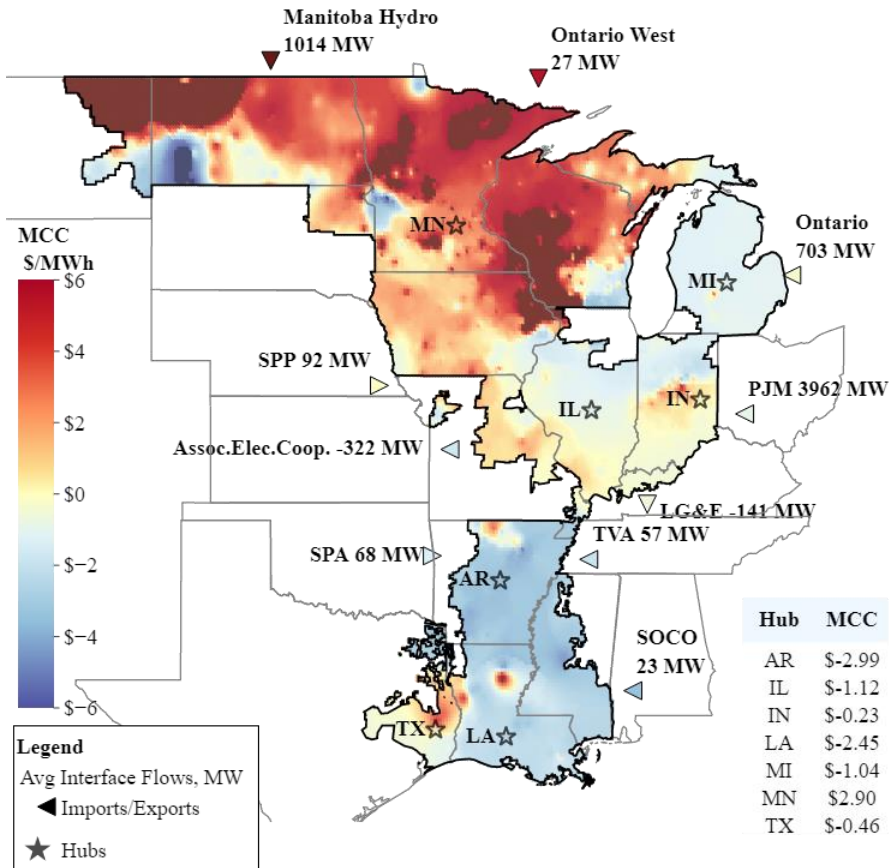 Manitoba Hydro
1014 MW
Ontario West
27 MW
Ontario
703 MW
MCC
$/MWh
$6
$4
$2
$0
$−2
$−4
$−6
MN
MI
SPP 92 MW
IL
IN
PJM 3962 MW
Assoc.Elec.Coop. -322 MW
LG&E -141 MW
TVA 57 MW
SPA 68 MW
AR
SOCO
23 MW
TX
LA
Hub MCC
AR $-2.99
IL $-1.12
IN $-0.23
LA $-2.45
MI $-1.04
MN $2.90
TX $-0.46
Legend
Avg Interface Flows, MW
Imports/Exports
Hubs